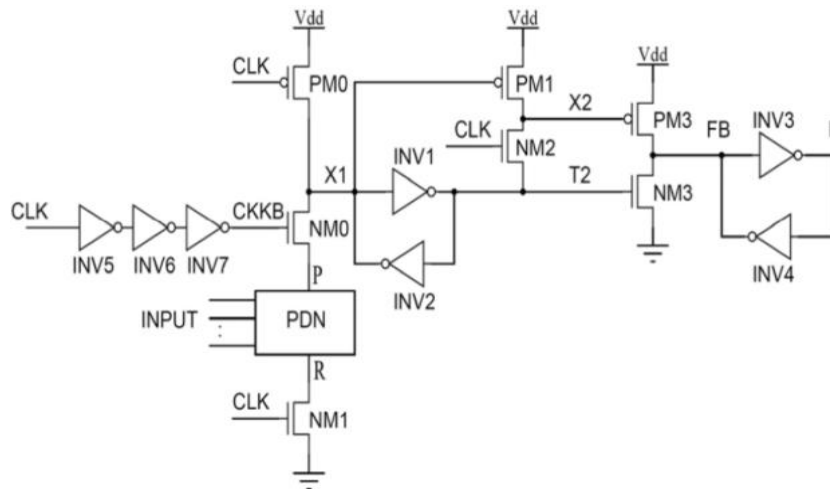 Vdd
Vdd
Vdd
CLK
PM0
PM1
X2
PM3
FB
INV3
CLK
NM2
INV1
X1
T2
NM3
CLK
CKKB
NM0
INV5
INV6
INV7
INV2
INV4
P
INPUT
:
PDN
R
CLK
NM1